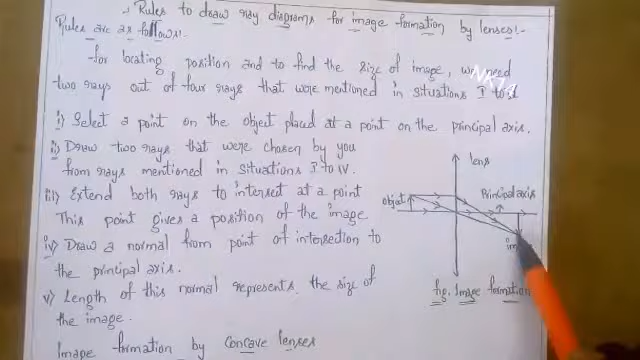 Rules to draw ray diagrams for image formation by lenses:-
Rules are as follows:
for locating position and to find the size of image, we need
two rays out of four rays that were mentioned in situations I to
i) Select a point on the object placed at a point on the principal axis.
ii) Draw two rays that were chosen by you
from rays mentioned in situations I to IV.
iii) Extend both rays to intersect at a point
This point gives a position of the image
iv) Draw a normal from point of intersection to
the principal axis.
v) Length of this normal represents the size of
the image.
Image formation by concave lenses
lens
object
Principal axis
fig. Image formation